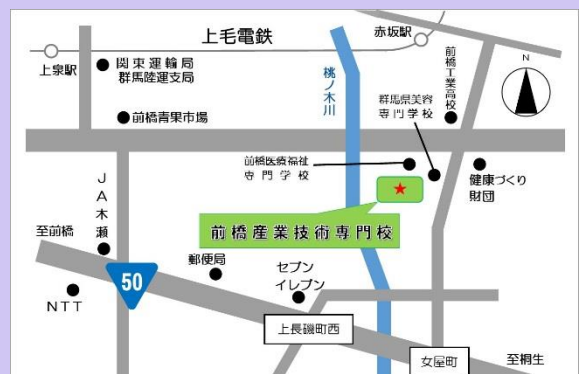 上毛電鉄
赤坂駅
上泉駅
関東運輸局
群馬陸運支局
前橋青果市場
桃ノ木川
前橋工業高校
N
群馬県美容
専門学校
前橋医療福祉
専門学校
健康づくり
財団
JA木瀬
至前橋
前橋産業技術専門校
50
郵便局
セブン
イレブン
NTT
上長磯町西
女屋町
至桐生